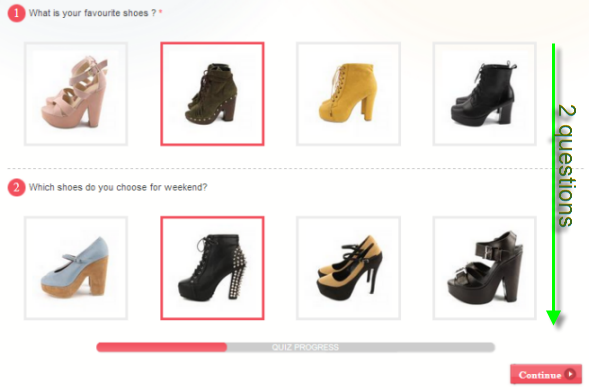 1 What is your favourite shoes ? *
2 questions
2 Which shoes do you choose for weekend?
QUIZ PROGRESS
Continue